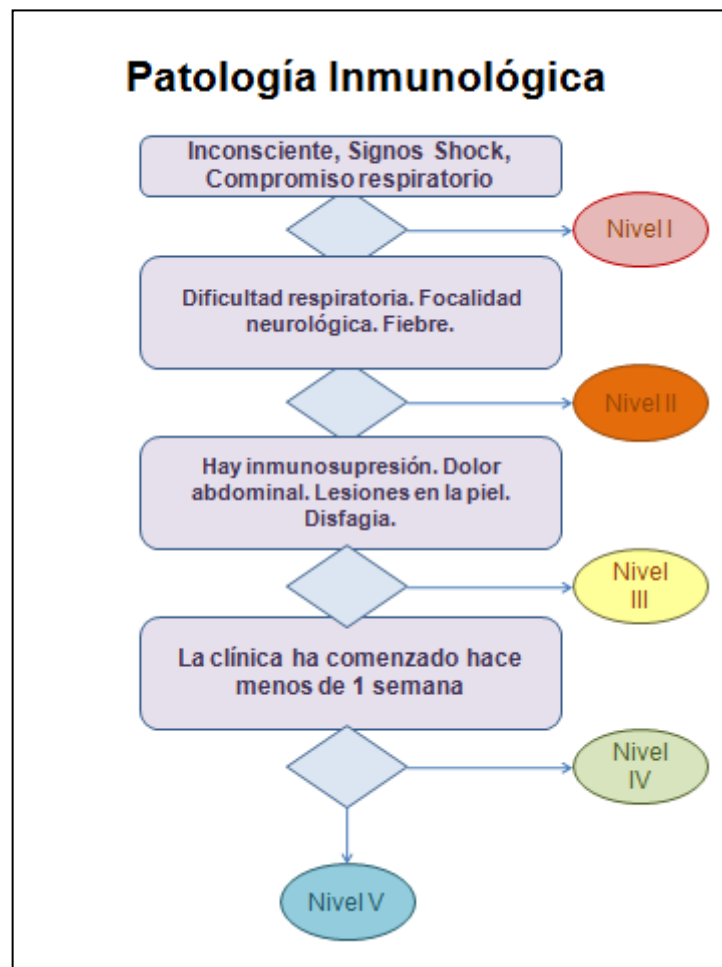 Patología Inmunológica
Inconsciente, Signos Shock,
Compromiso respiratorio
Nivel I
Dificultad respiratoria. Focalidad
neurológica. Fiebre.
Nivel II
Hay inmunosupresión. Dolor
abdominal. Lesiones en la piel.
Disfagia.
Nivel
III
La clínica ha comenzado hace
menos de 1 semana
Nivel
IV
Nivel V